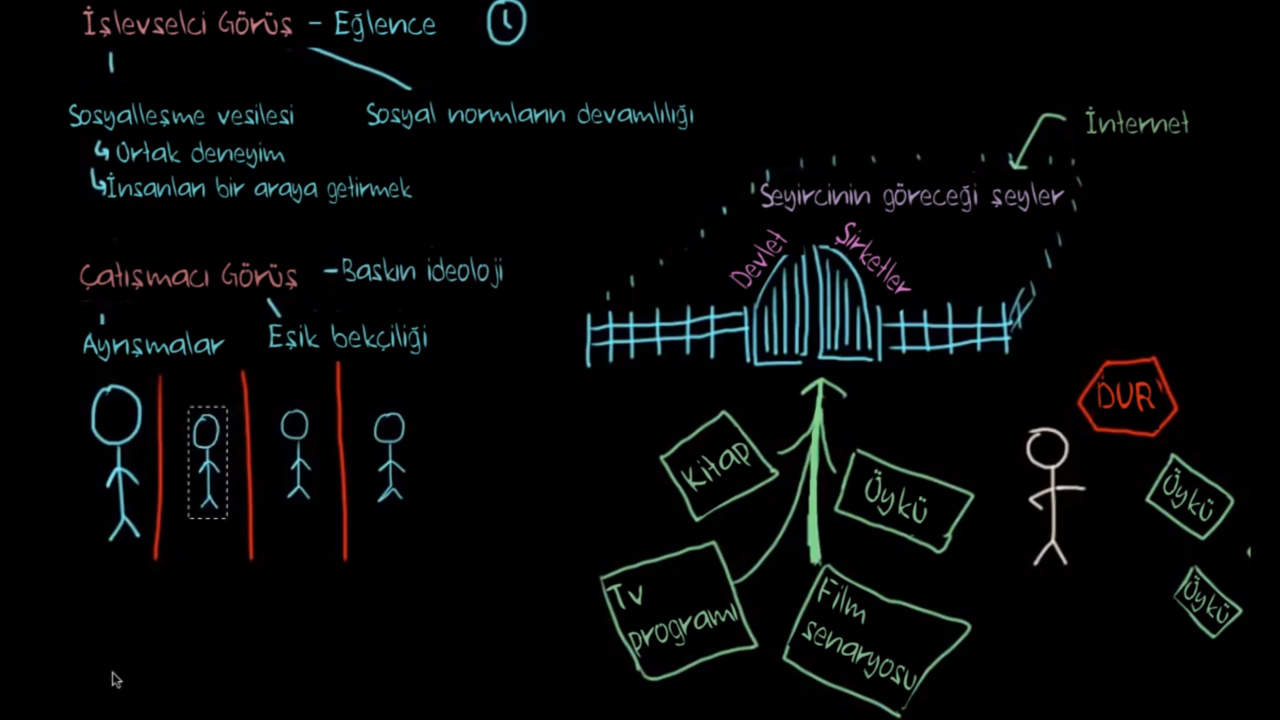 İşlevselci Görüş - Eğlence
Sosyalleşme vesilesi
Ortak deneyim
İnsanları bir araya getirmek
Sosyal normların devamlılığı
Çatışmacı Görüş - Baskın ideoloji
Ayrışmalar
Eşik bekçiliği
İnternet
Seyircinin göreceği şeyler
Devlet
Şirketler
Kitap
Öykü
Tv
programı
Film
senaryosu
DUR
Öykü
Öykü